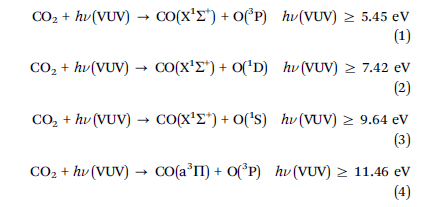 CO₂ + hν(VUV) → CO(X¹Σ⁺) + O(³P) hν(VUV) ≥ 5.45 eV
(1)
CO₂ + hν(VUV) → CO(X¹Σ⁺) + O(¹D) hν(VUV) ≥ 7.42 eV
(2)
CO₂ + hν(VUV) → CO(X¹Σ⁺) + O(¹S) hν(VUV) ≥ 9.64 eV
(3)
CO₂ + hν(VUV) → CO(a³Π) + O(³P) hν(VUV) ≥ 11.46 eV
(4)